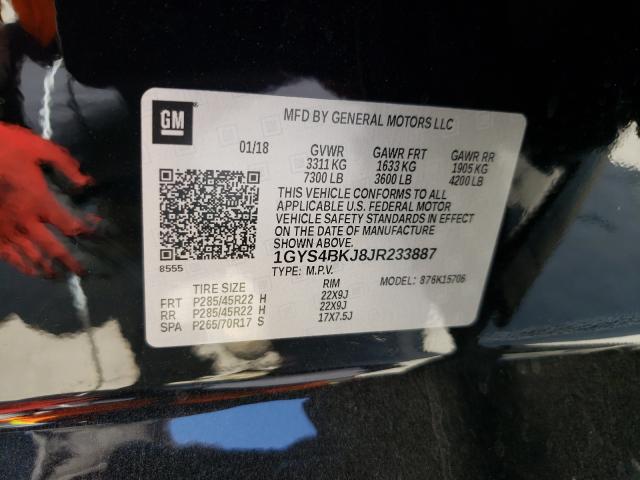 GM
MFD BY GENERAL MOTORS LLC
01/18 GVWR GAWR FRT GAWR RR
3311 KG 1633 KG 1905 KG
7300 LB 3600 LB 4200 LB
THIS VEHICLE CONFORMS TO ALL
APPLICABLE U.S. FEDERAL MOTOR
VEHICLE SAFETY STANDARDS IN EFFECT
ON THE DATE OF MANUFACTURE
SHOWN ABOVE.
1GYS4BKJ8JR233887
8555
TYPE: M.P.V.
MODEL: 876K15706
TIRE SIZE RIM
FRT P285/45R22 H 22X9J
RR P285/45R22 H 22X9J
SPA P265/70R17 S 17X7.5J